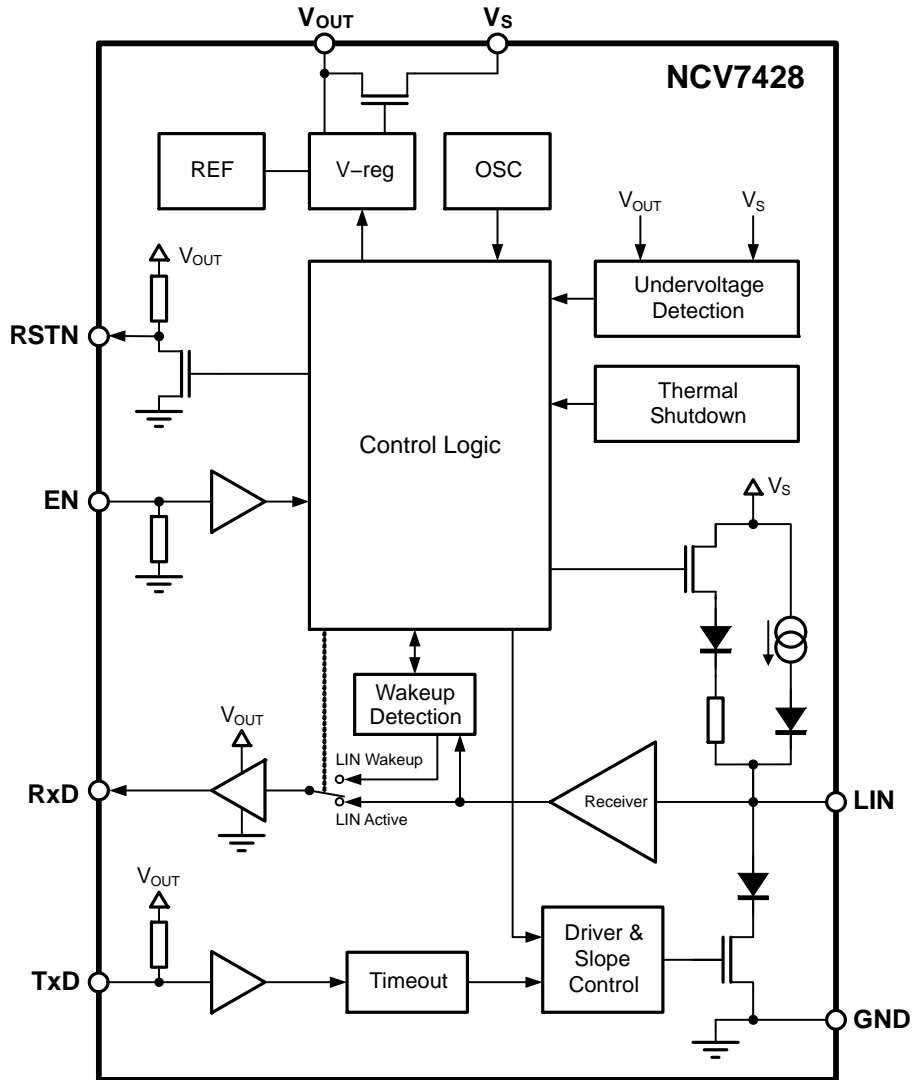 VOUT
VS
NCV7428
REF
V−reg
OSC
VOUT
VS
VOUT
Undervoltage
Detection
RSTN
Thermal
Shutdown
Control Logic
EN
VS
Wakeup
Detection
VOUT
LIN Wakeup
RxD
LIN Active
Receiver
LIN
VOUT
Driver &
Slope
Control
TxD
Timeout
GND